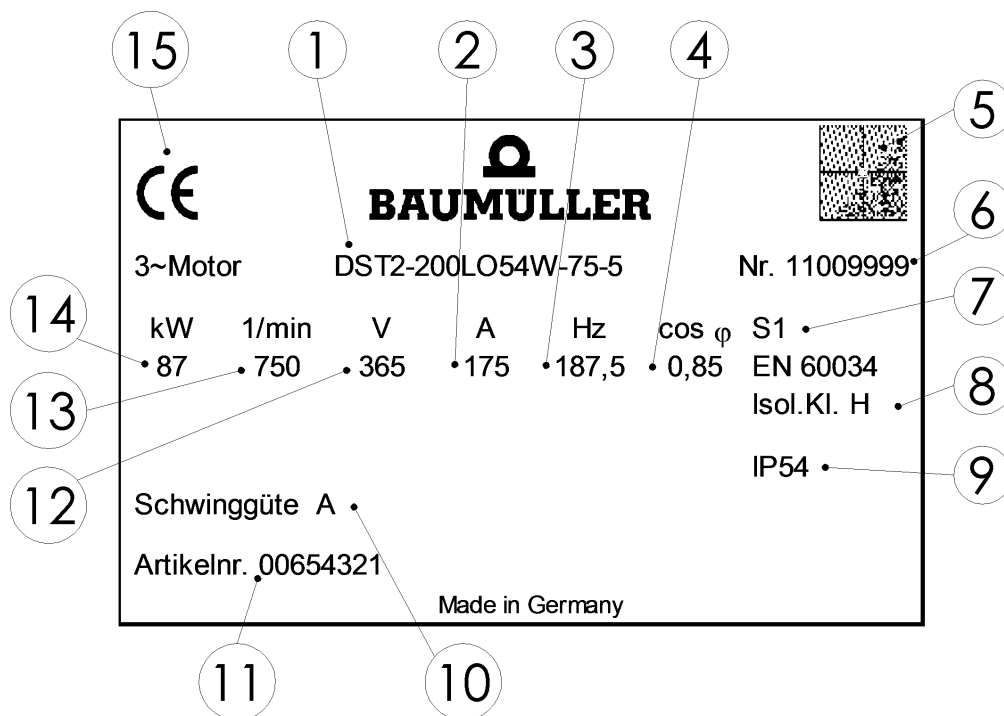 15 1 2 3 4
5
CE
BAUMÜLLER
6
3~Motor DST2-200LO54W-75-5 Nr. 11009999
7
14 kW 1/min V A Hz cos φ S1
87 750 365 175 187,5 0,85 EN 60034
13 Isol.Kl. H 8
IP54 9
12 Schwinggüte A
Artikelnr. 00654321
Made in Germany
11 10